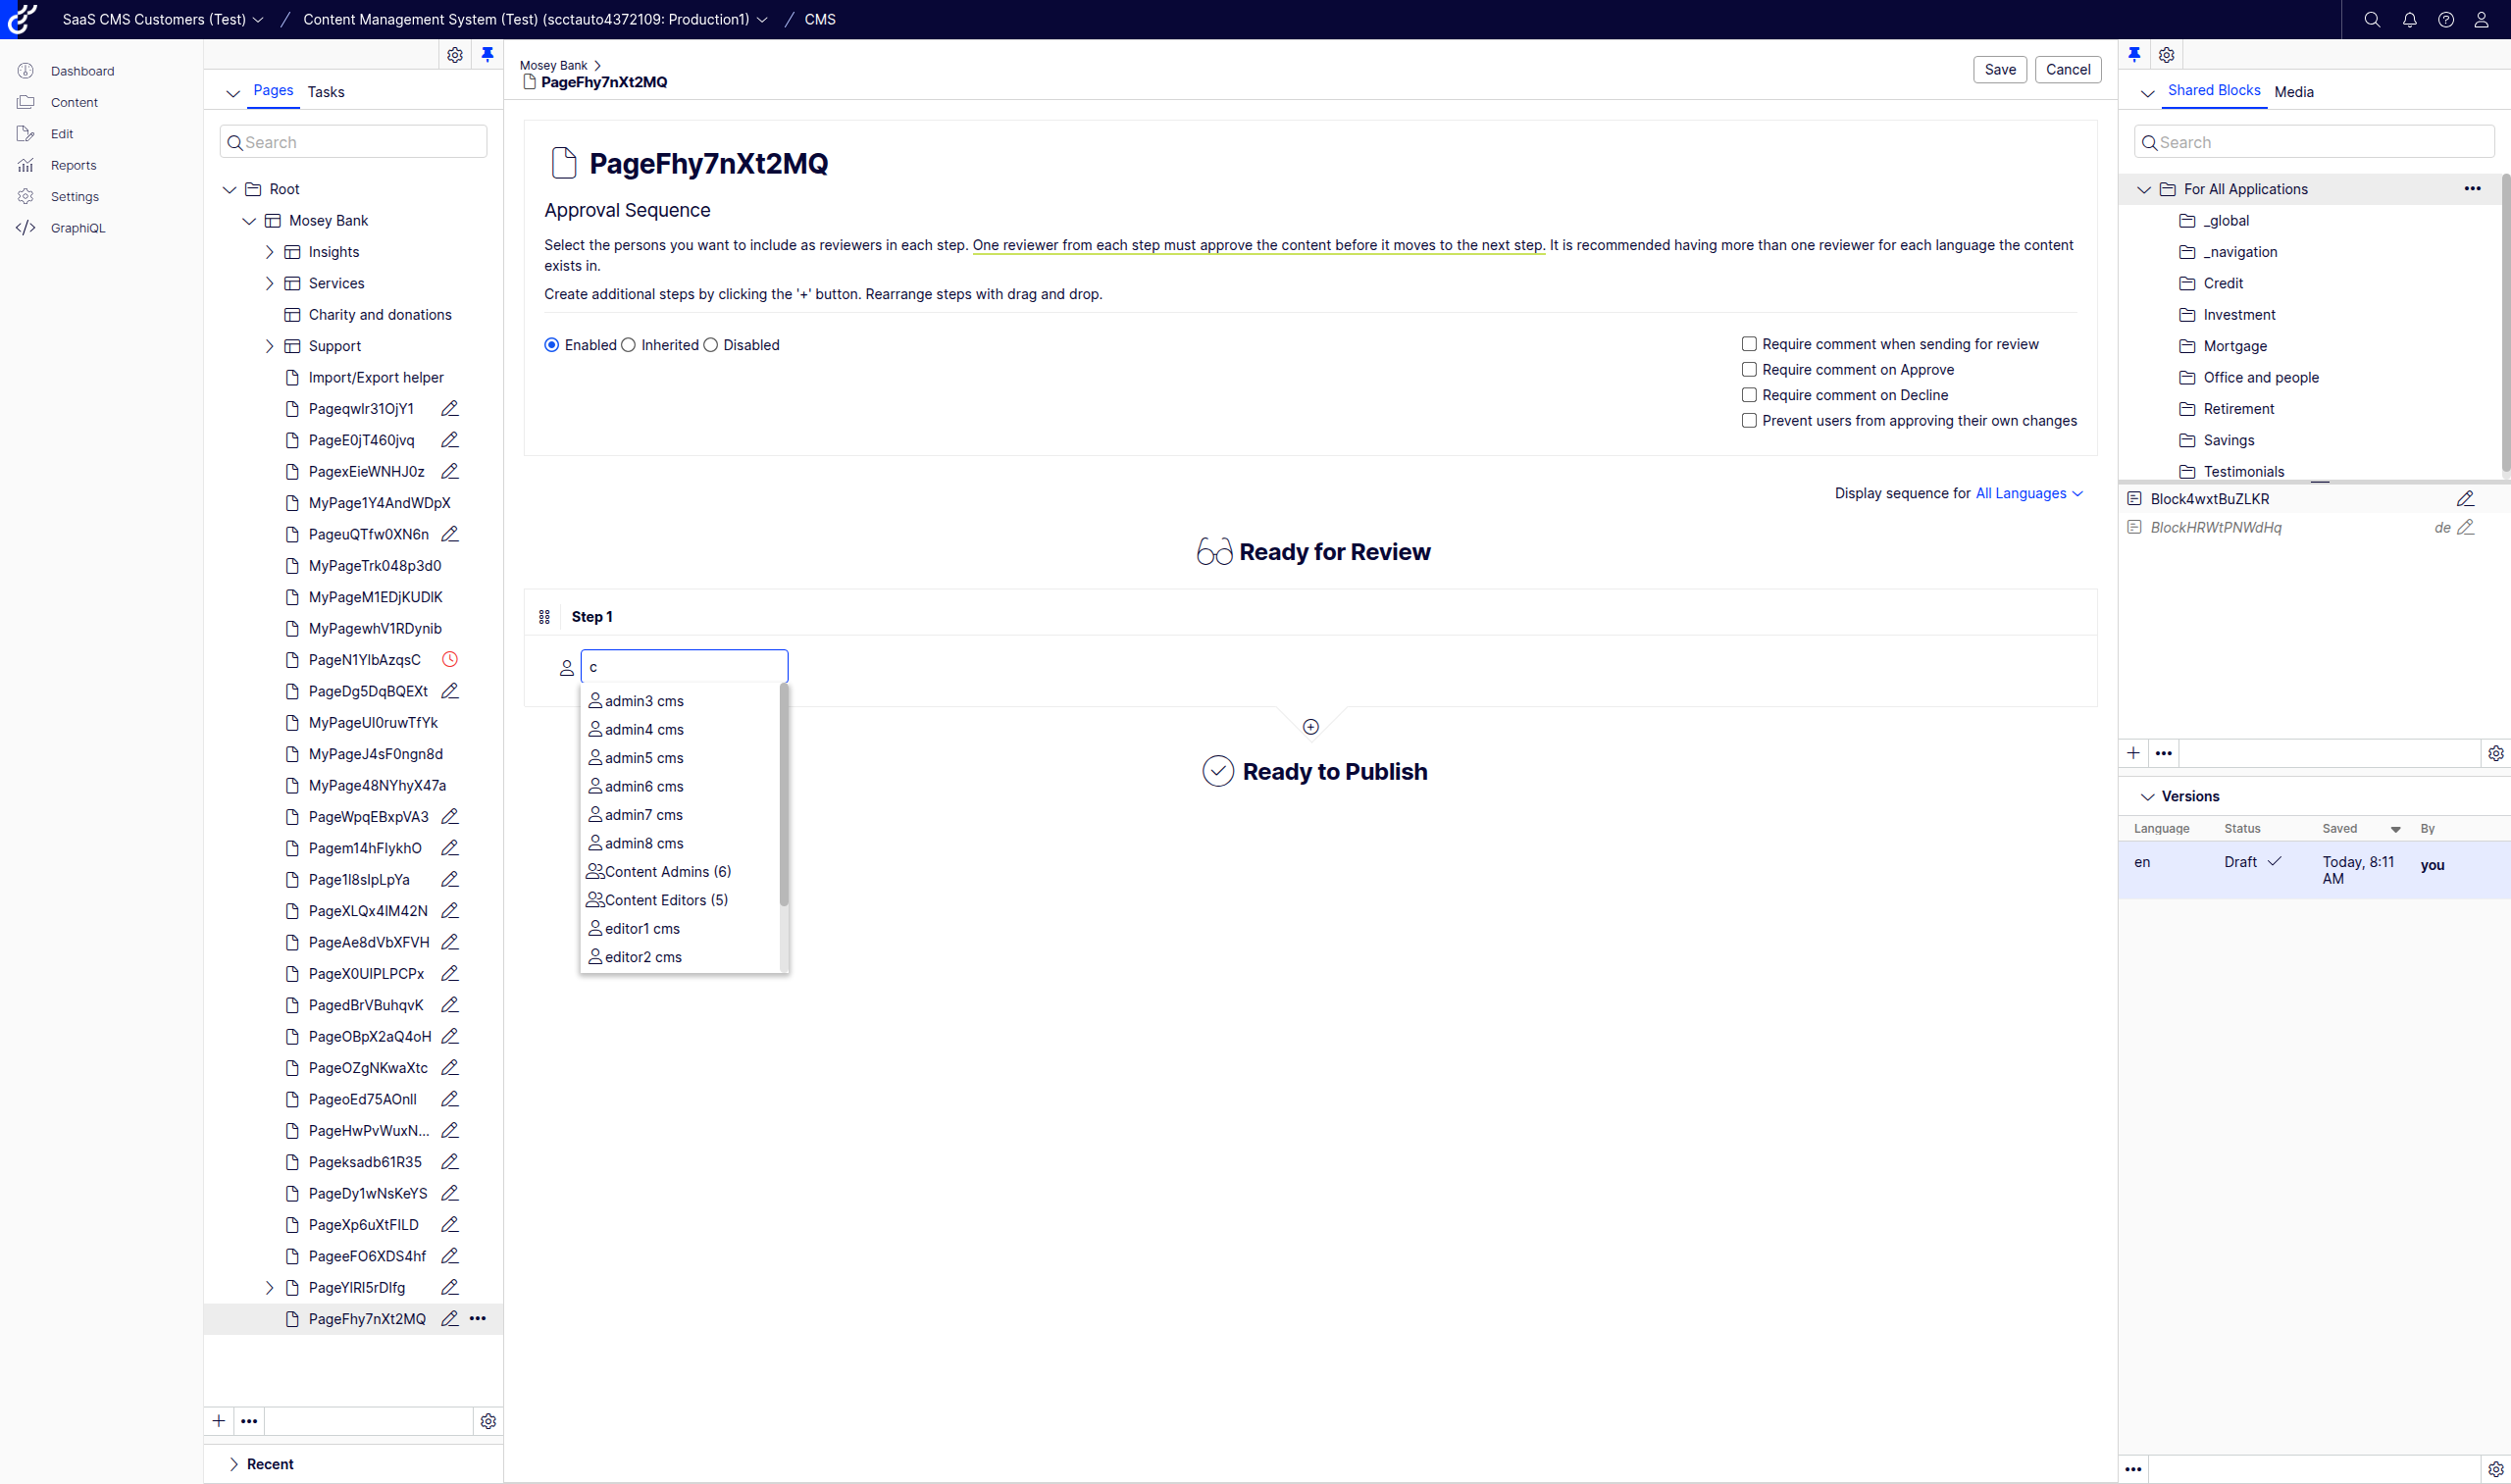 SaaS CMS Customers (Test) / Content Management System (Test) (scctauto4372109: Production1) / CMS
Dashboard
Content
Edit
Reports
Settings
GraphiQL
Pages Tasks
Search
Root
Mosey Bank
Insights
Services
Charity and donations
Support
Import/Export helper
PageqwIr31OjY1
PageE0jT460jvq
PagexEieWNHJ0z
MyPage1Y4AndWDpX
PageuQTfw0XN6n
MyPageTrk048p3d0
MyPageM1EDjKUDlK
MyPagewhV1RDynib
PageN1YlbAzqsC
PageDg5DqBQEXt
MyPageUl0ruwTfYk
MyPageJ4sF0ngn8d
MyPage48NYhyX47a
PageWpqEBxpVA3
Pagem14hFlykhO
Page1l8slpLpYa
PageXLQx4lM42N
PageAe8dVbXFVH
PageX0UlPLPCPx
PagedBrVBuhqvK
PageOBpX2aQ4oH
PageOZgNKwaXtc
PageoEd75AOnll
PageHwPvWuxN...
Pageksadb61R35
PageDy1wNsKeYS
PageXp6uXtFlLD
PageeFO6XDS4hf
PageYlRl5rDlfg
PageFhy7nXt2MQ
Recent
Mosey Bank
PageFhy7nXt2MQ
Save Cancel
PageFhy7nXt2MQ
Approval Sequence
Select the persons you want to include as reviewers in each step. One reviewer from each step must approve the content before it moves to the next step. It is recommended having more than one reviewer for each language the content
exists in.
Create additional steps by clicking the '+' button. Rearrange steps with drag and drop.
Enabled Inherited Disabled
Require comment when sending for review
Require comment on Approve
Require comment on Decline
Prevent users from approving their own changes
Display sequence for All Languages
Ready for Review
Step 1
c
admin3 cms
admin4 cms
admin5 cms
admin6 cms
admin7 cms
admin8 cms
Content Admins (6)
Content Editors (5)
editor1 cms
editor2 cms
Ready to Publish
Shared Blocks Media
Search
For All Applications
_global
_navigation
Credit
Investment
Mortgage
Office and people
Retirement
Savings
Testimonials
Block4wxtBuZLKR
BlockHRWtPNWdHq de
Versions
Language Status Saved By
en Draft Today, 8:11 you
AM